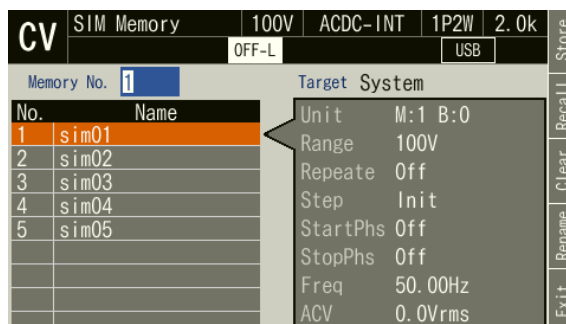 CV
SIM Memory 100V ACDC-INT 1P2W 2.0k
OFF-L USB
Memory No. 1
No. Name
1 sim01
2 sim02
3 sim03
4 sim04
5 sim05
Target System
Unit M:1 B:0
Range 100V
Repeate Off
Step Init
StartPhs Off
StopPhs Off
Freq 50.00Hz
ACV 0.0Vrms
Store
Recall
Clear
Rename
Exit